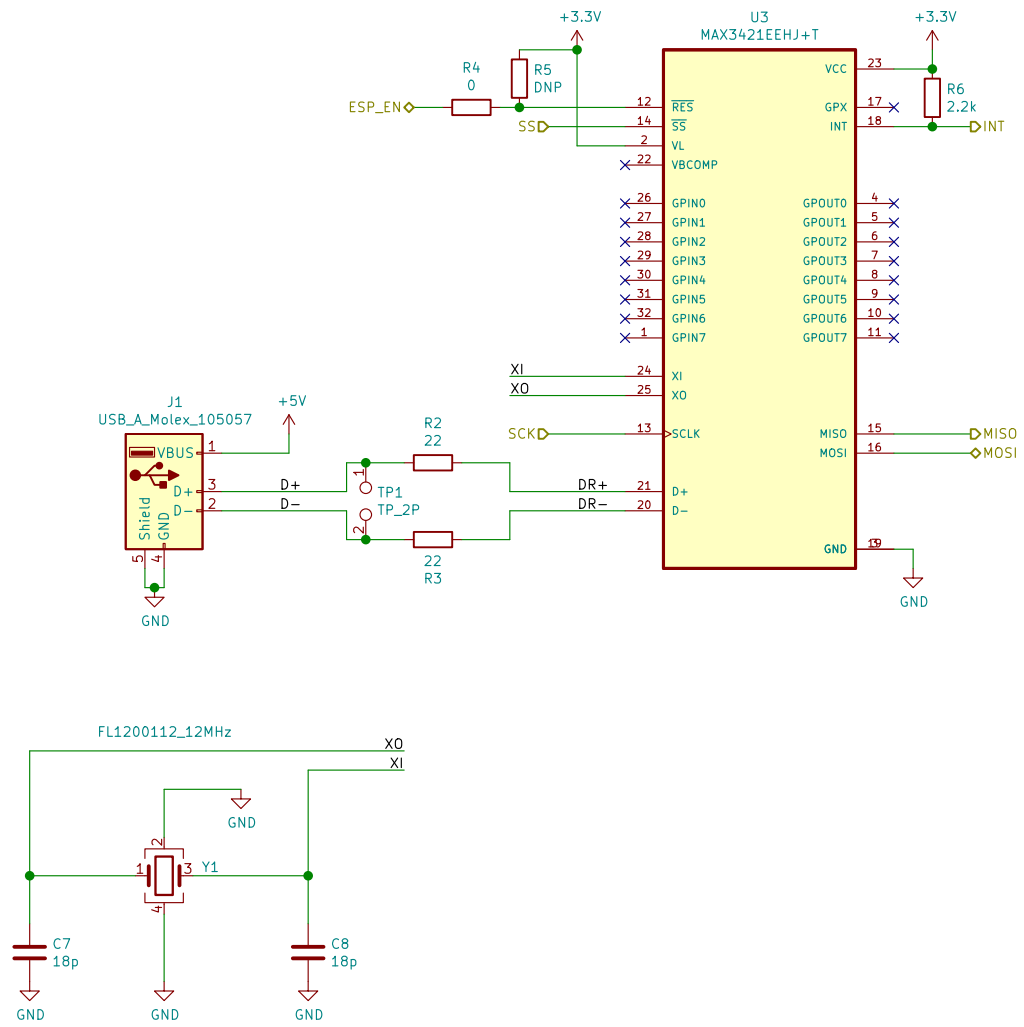 +3.3V
U3
MAX3421EEHJ+T
+3.3V
R4
0
R5
DNP
ESP_EN
SS
12
RES
14
SS
2
VL
22
VBCOMP
26
GPIN0
27
GPIN1
28
GPIN2
29
GPIN3
30
GPIN4
31
GPIN5
32
GPIN6
1
GPIN7
XI
24
XI
XO
25
XO
SCK
13
SCLK
21
D+
20
D-
VCC
23
GPX
17
INT
18
R6
2.2k
INT
GPOUT0
4
GPOUT1
5
GPOUT2
6
GPOUT3
7
GPOUT4
8
GPOUT5
9
GPOUT6
10
GPOUT7
11
MISO
15
MISO
MOSI
16
MOSI
GND
3
19
GND
J1
USB_A_Molex_105057
+5V
VBUS
1
D+
3
D-
2
Shield
GND
5
4
GND
D+
D-
1
TP1
TP_2P
2
R2
22
22
R3
DR+
DR-
FL1200112_12MHz
XO
XI
GND
2
1
3
Y1
4
C7
18p
C8
18p
GND
GND
GND